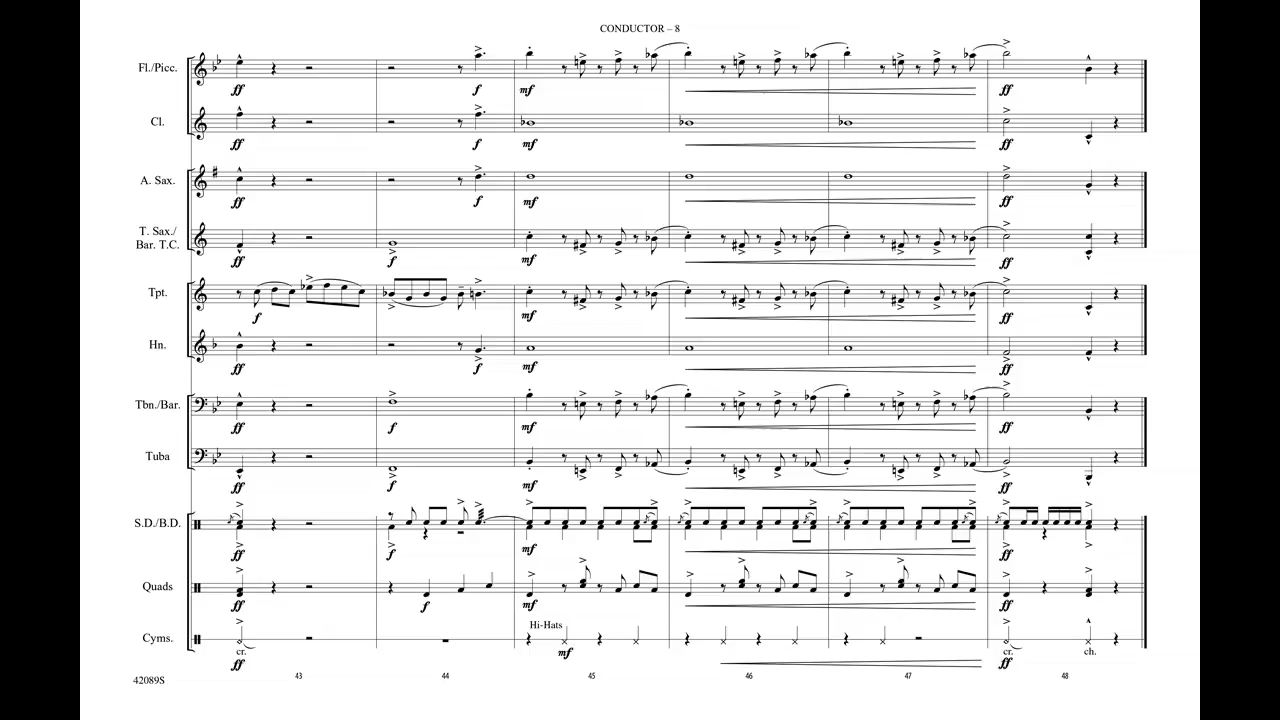 CONDUCTOR – 8
Fl./Picc.
ff f mf ff
Cl.
ff f mf ff
A. Sax.
ff f mf ff
T. Sax./
Bar. T.C.
ff f mf ff
Tpt.
f mf ff
Hn.
ff f mf ff
Tbn./Bar.
ff f mf ff
Tuba
ff f mf ff
S.D./B.D.
ff f mf ff
Quads
ff f mf ff
Hi-Hats
Cyms.
cr. mf cr. ch.
ff ff
42089S 43 44 45 46 47 48